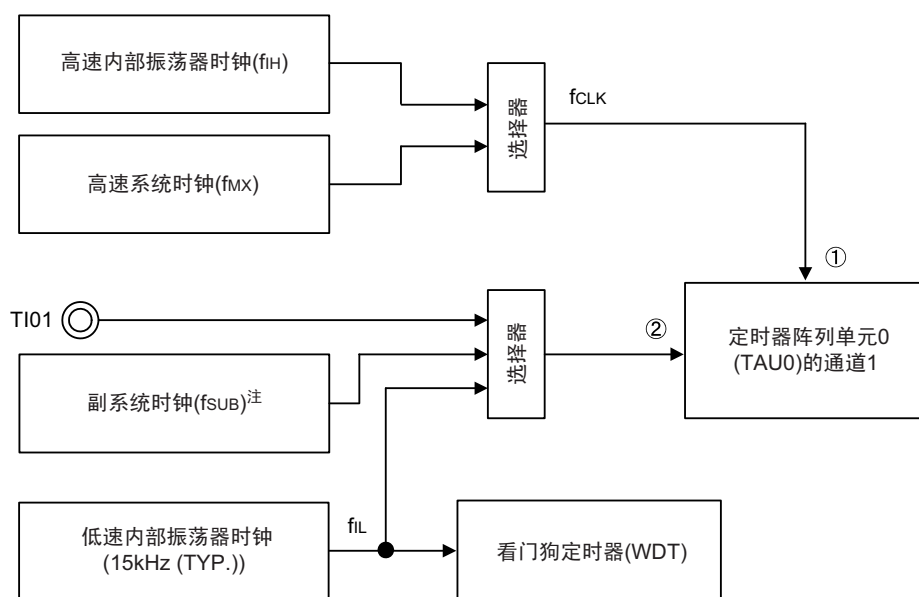 高速内部振荡器时钟(fIH)
选择器
fCLK
高速系统时钟(fMX)
①
TI01
选择器
②
定时器阵列单元0
(TAU0)的通道1
副系统时钟(fSUB)注
低速内部振荡器时钟
(15kHz (TYP.))
fIL
看门狗定时器(WDT)